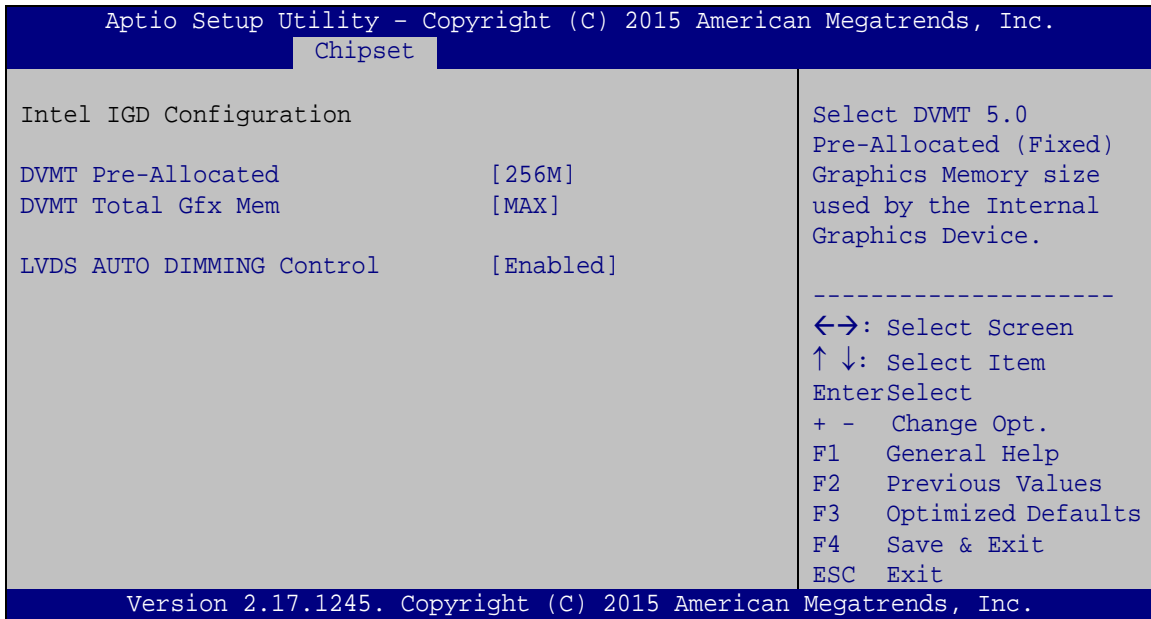 Aptio Setup Utility – Copyright (C) 2015 American Megatrends, Inc.
Chipset
Intel IGD Configuration
DVMT Pre-Allocated [256M]
DVMT Total Gfx Mem [MAX]
LVDS AUTO DIMMING Control [Enabled]
Select DVMT 5.0
Pre-Allocated (Fixed)
Graphics Memory size
used by the Internal
Graphics Device.
---------------------
←→: Select Screen
↑ ↓: Select Item
EnterSelect
+ - Change Opt.
F1 General Help
F2 Previous Values
F3 Optimized Defaults
F4 Save & Exit
ESC Exit
Version 2.17.1245. Copyright (C) 2015 American Megatrends, Inc.